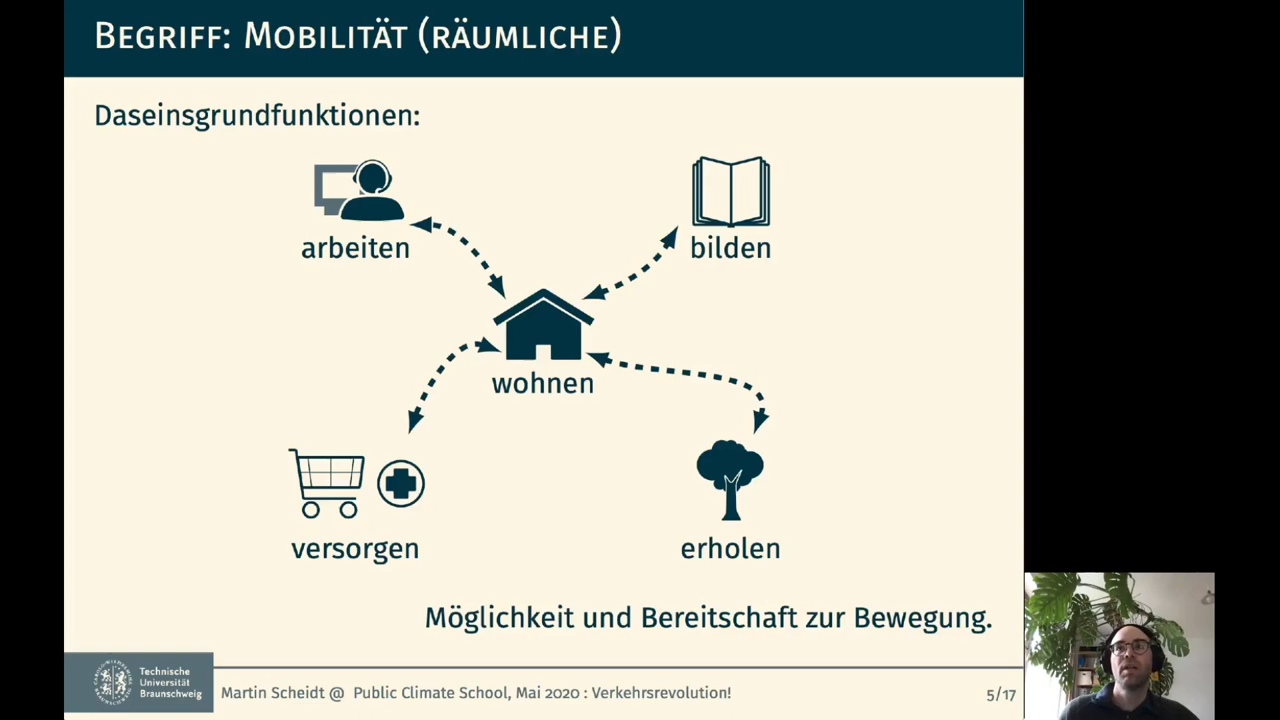 Begriff: Mobilität (räumliche)
Daseinsgrundfunktionen:
arbeiten
bilden
wohnen
versorgen
erholen
Möglichkeit und Bereitschaft zur Bewegung.
Technische
Universität
Braunschweig
Martin Scheidt @ Public Climate School, Mai 2020 : Verkehrsrevolution!
5/17